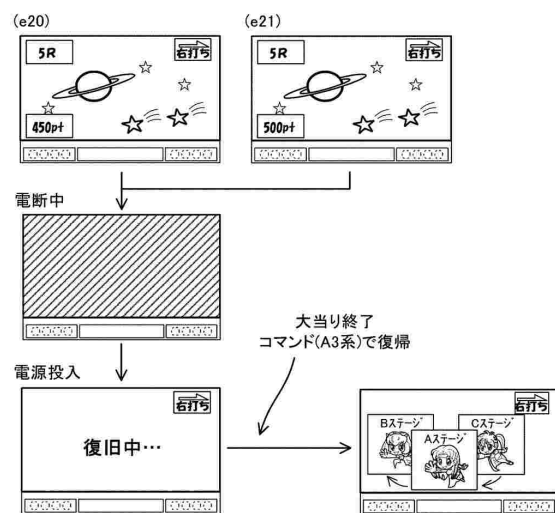 (e20)
(e21)
5R
右打ち
450pt
5R
右打ち
500pt
電断中
大当り終了
コマンド(A3系)で復帰
電源投入
右打ち
復旧中…
右打ち
Bステージ
Cステージ
Aステージ